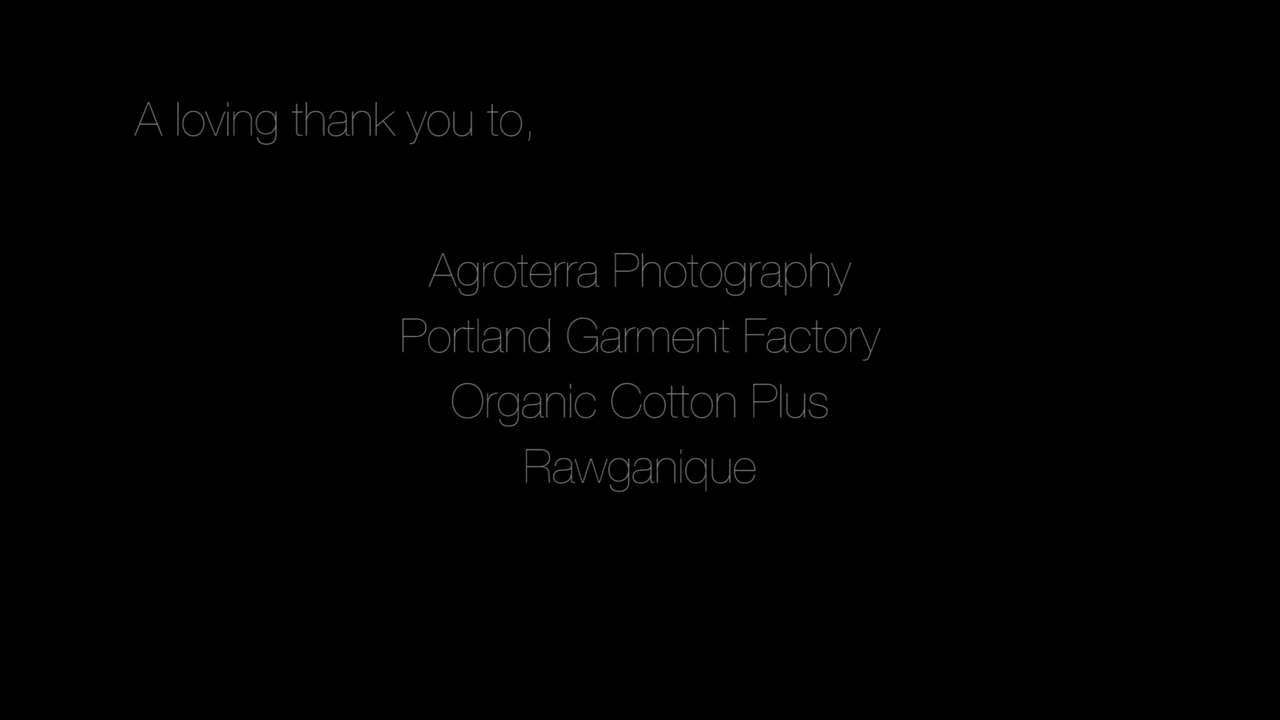 A loving thank you to,
Agroterra Photography
Portland Garment Factory
Organic Cotton Plus
Rawganique